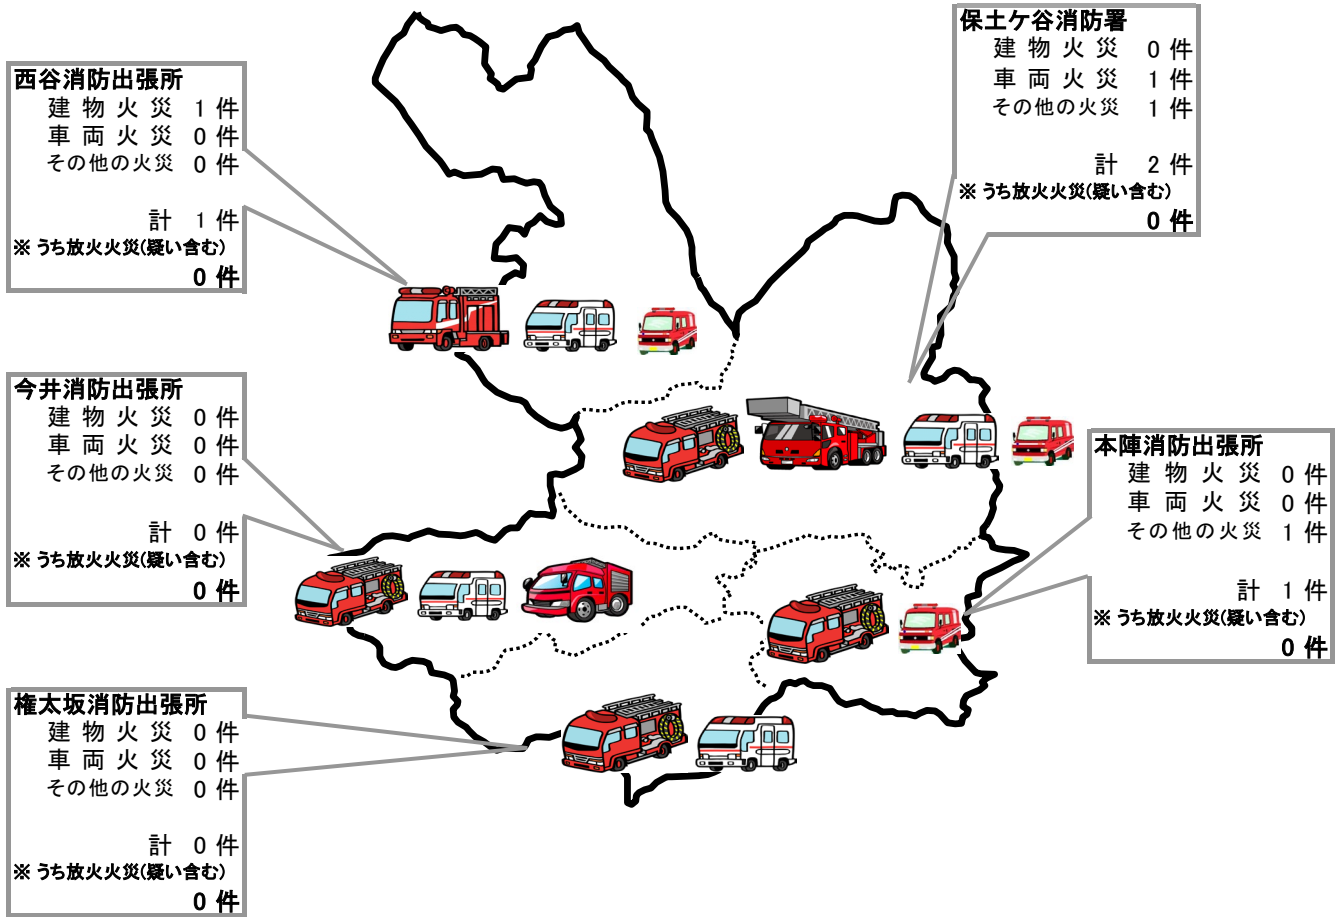 西谷消防出張所
建物火災 1 件
車両火災 0 件
その他の火災 0 件
計 1 件
※ うち放火火災(疑い含む)
0 件
保土ケ谷消防署
建物火災 0 件
車両火災 1 件
その他の火災 1 件
計 2 件
※ うち放火火災(疑い含む)
0 件
今井消防出張所
建物火災 0 件
車両火災 0 件
その他の火災 0 件
計 0 件
※ うち放火火災(疑い含む)
0 件
本陣消防出張所
建物火災 0 件
車両火災 0 件
その他の火災 1 件
計 1 件
※ うち放火火災(疑い含む)
0 件
権太坂消防出張所
建物火災 0 件
車両火災 0 件
その他の火災 0 件
計 0 件
※ うち放火火災(疑い含む)
0 件